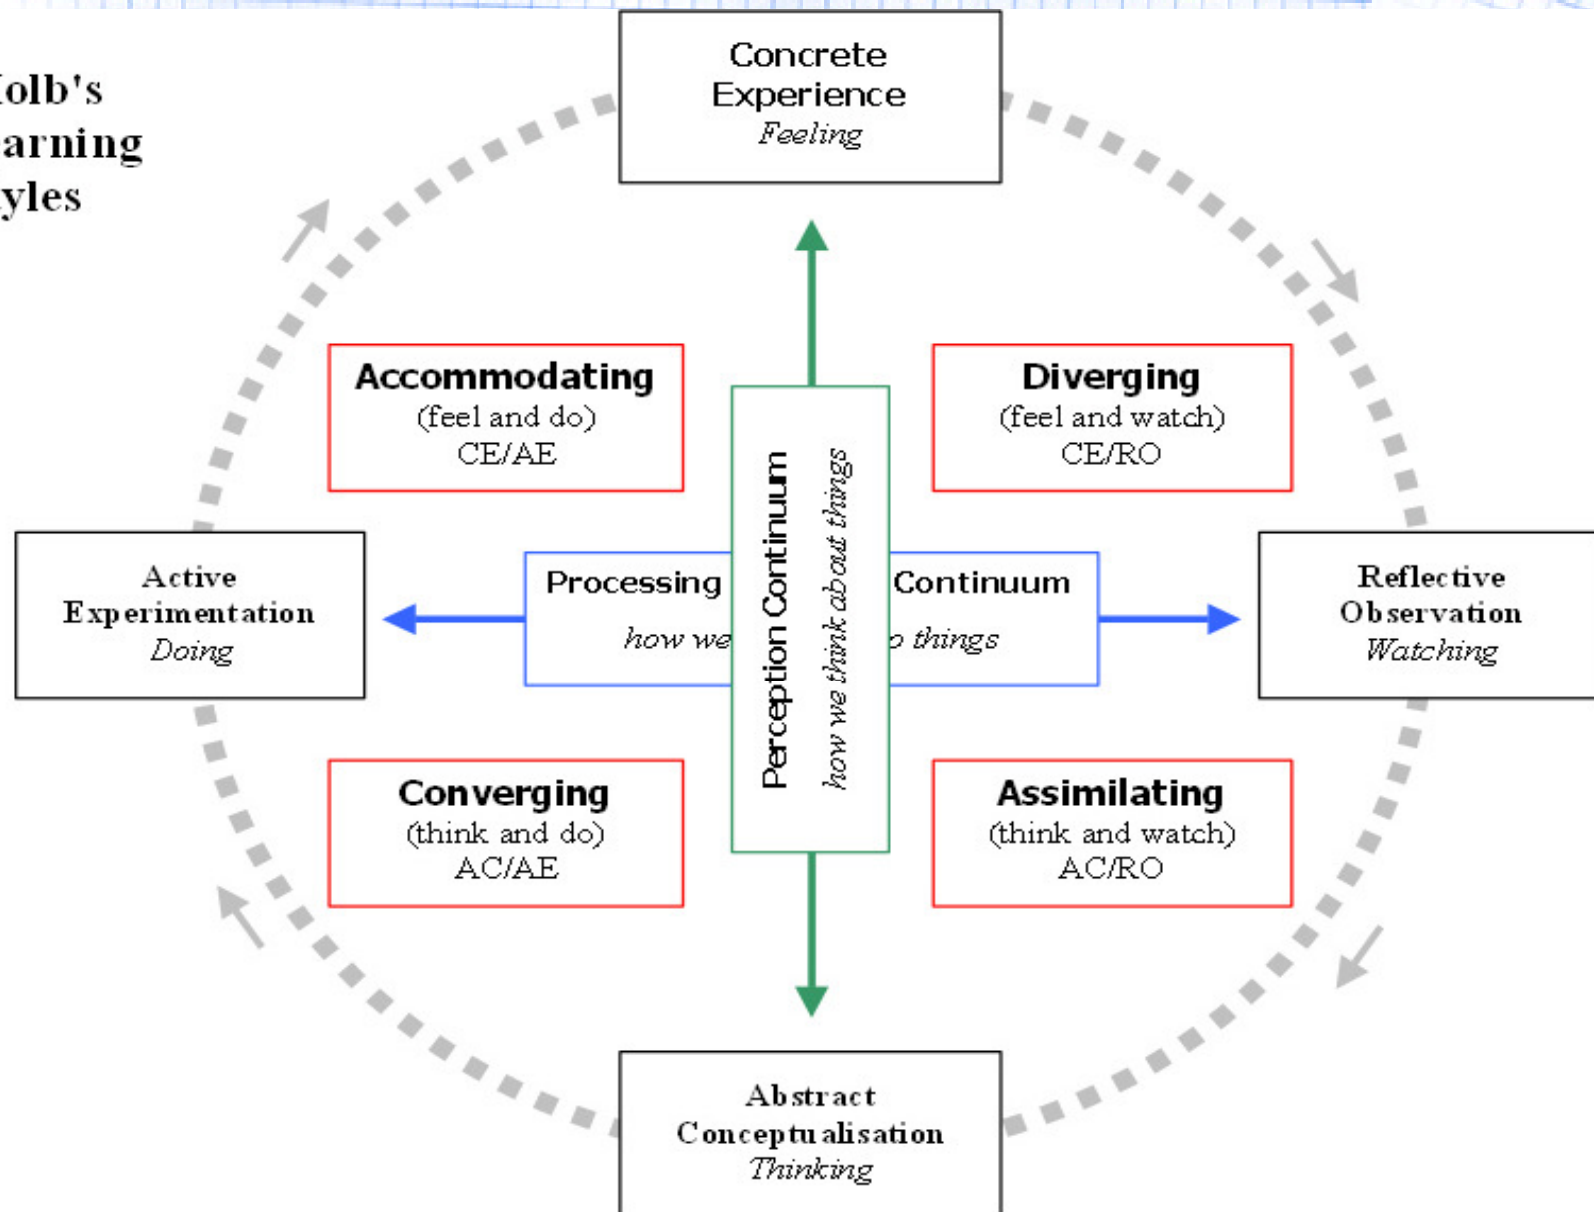 olb's
arning
yles
Concrete
Experience
Feeling
Accommodating
(feel and do)
CE/AE
Diverging
(feel and watch)
CE/RO
Active
Experimentation
Doing
Processing Continuum
how we o things
Perception Continuum
how we think about things
Reflective
Observation
Watching
Converging
(think and do)
AC/AE
Assimilating
(think and watch)
AC/RO
Abstract
Conceptualisation
Thinking